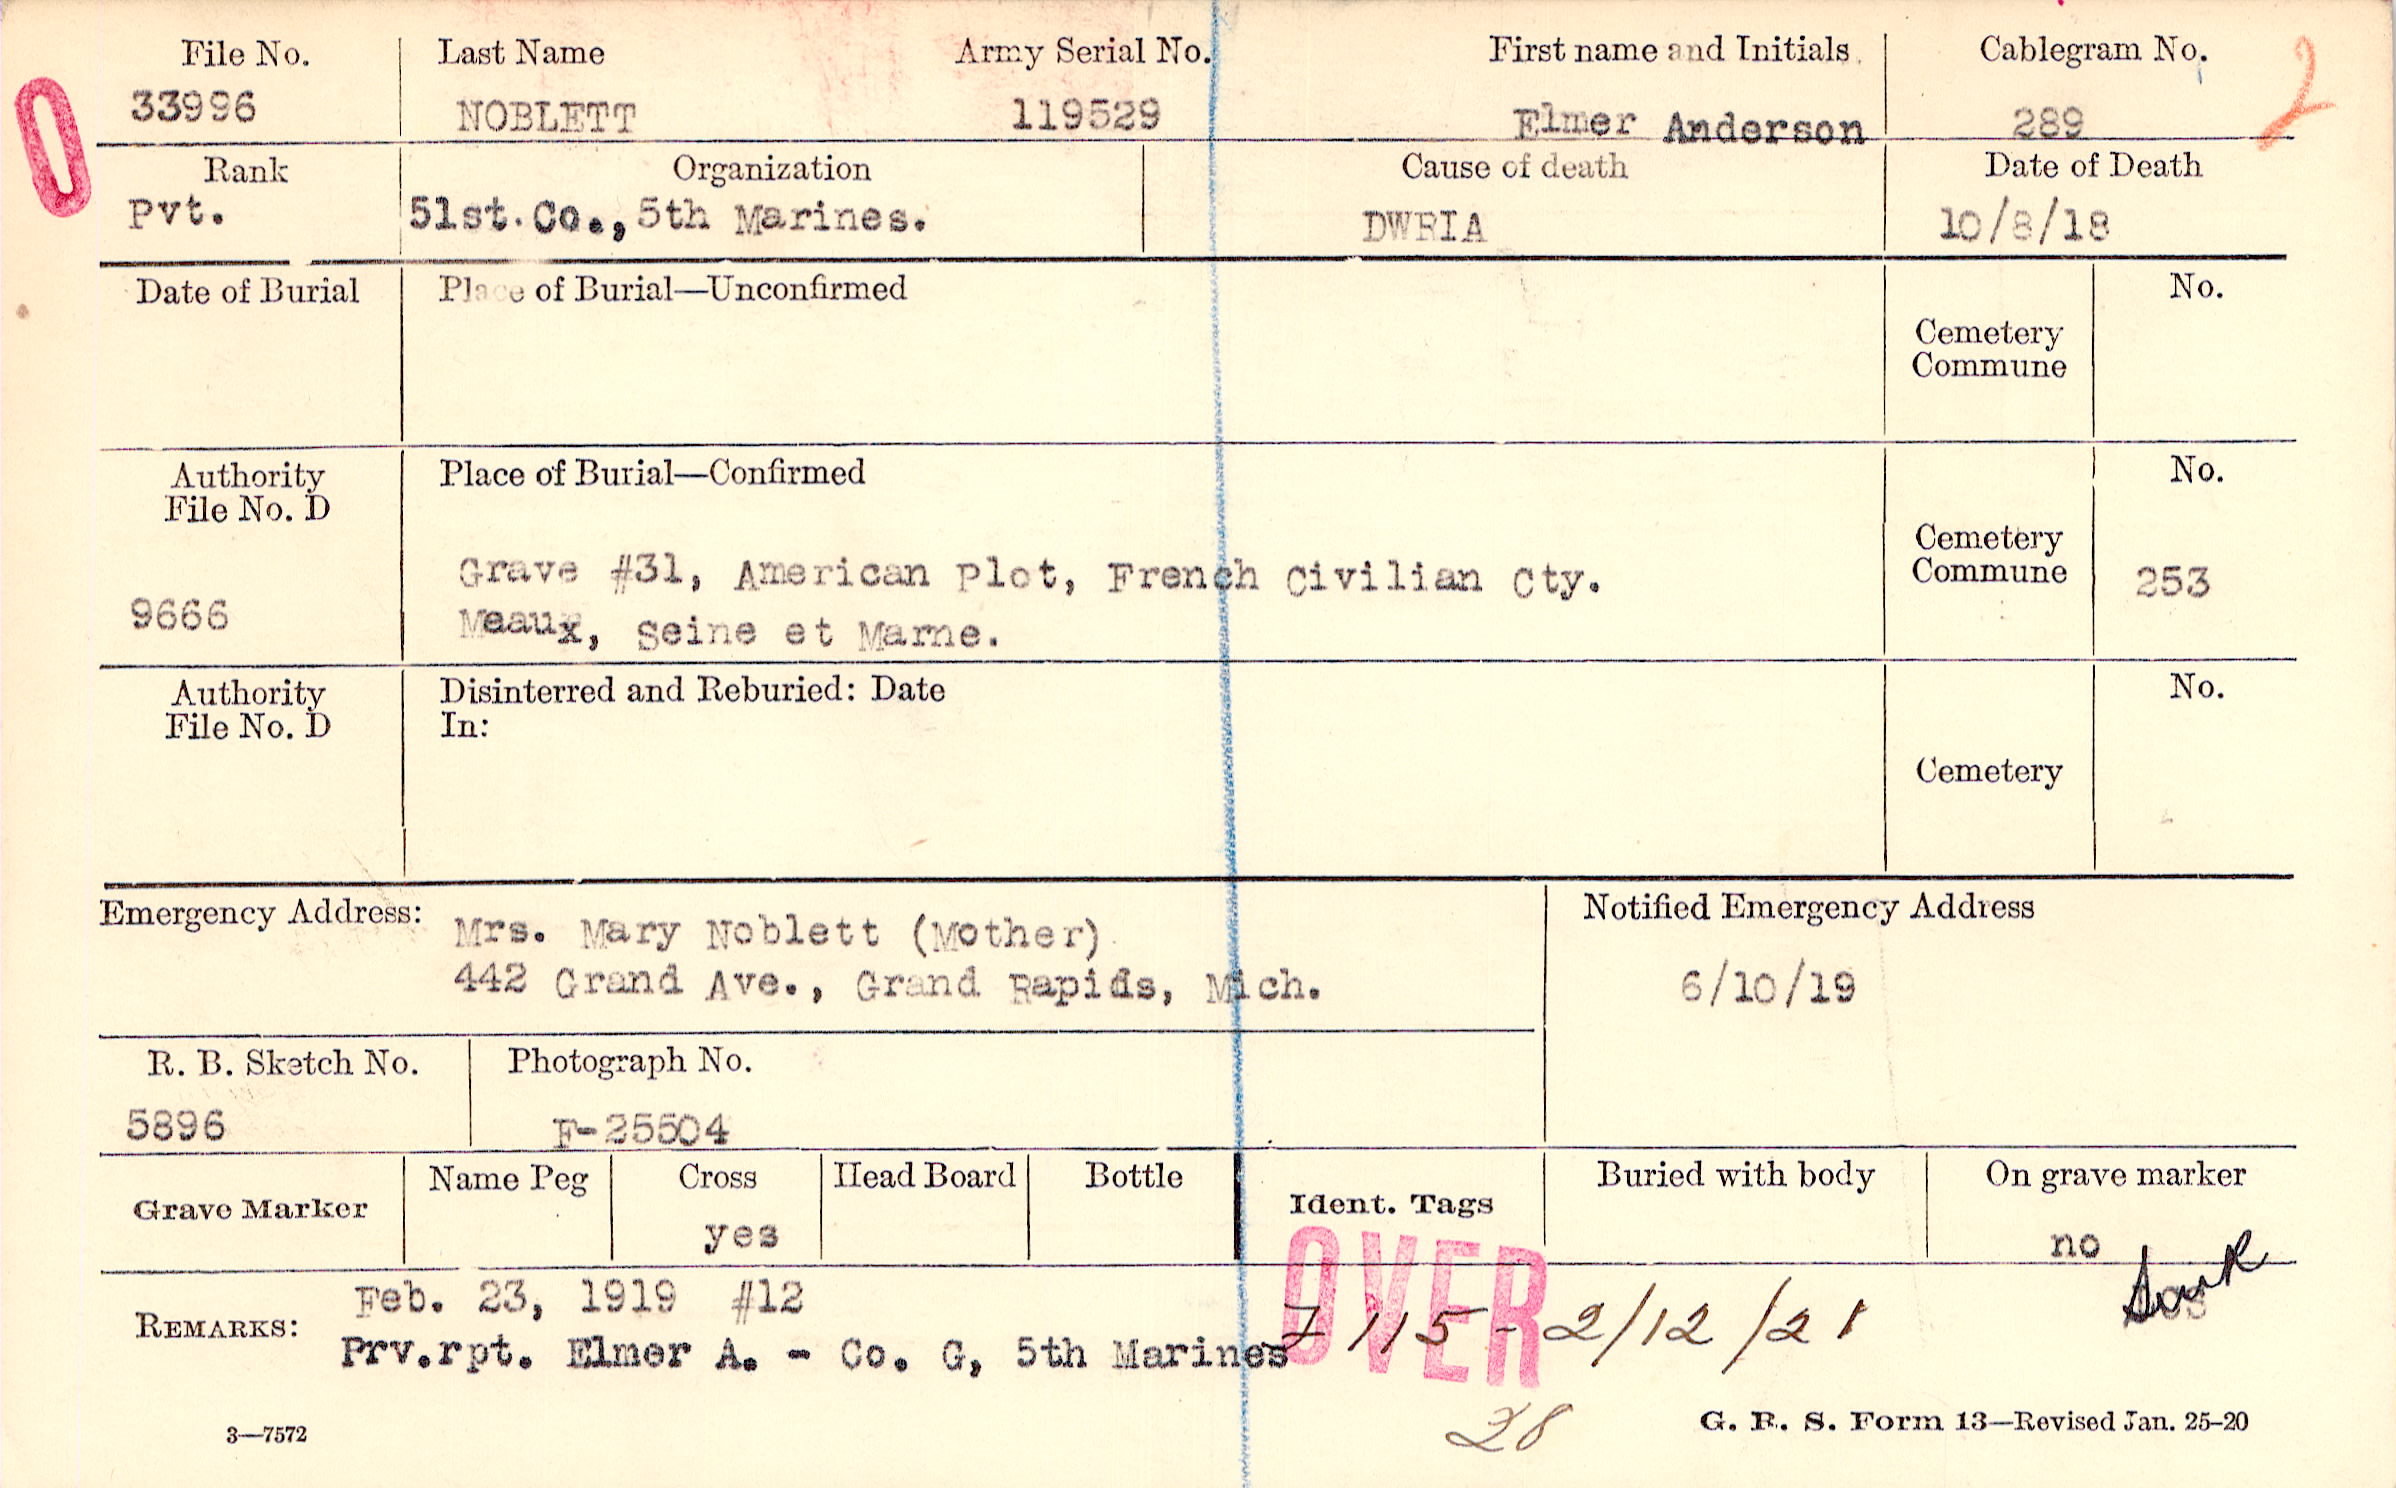 File No. Last Name Army Serial No. First name and Initials Cablegram No.
33996 NOBLETT 119529 Elmer Anderson 289
2
Rank Organization Cause of death Date of Death
Pvt. 51st.Co., 5th Marines. DWRIA 10/8/18
Date of Burial Place of Burial—Unconfirmed No.
Cemetery
Commune
Authority Place of Burial—Confirmed No.
File No. D
Cemetery
Grave #31, American Plot, French Civilian Cty. Commune 253
9666 Meaux, Seine et Marne.
Authority Disinterred and Reburied: Date No.
File No. D In:
Cemetery
Emergency Address: Mrs. Mary Noblett (Mother) Notified Emergency Address
442 Grand Ave., Grand Rapids, Mich. 6/10/19
R. B. Sketch No. Photograph No.
5896 F-25504
Grave Marker Name Peg Cross Head Board Bottle Ident. Tags Buried with body On grave marker
yes no
OVER
Feb. 23, 1919 #12
REMARKS: 115 - 2/12/21
Prv.rpt. Elmer A. - Co. G, 5th Marines
28
3—7572 G. R. S. Form 13—Revised Jan. 25-20